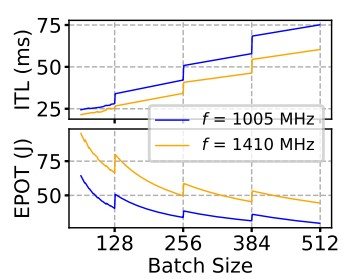 75
50
25
ITL (ms)
f = 1005 MHz
f = 1410 MHz
75
50
EPOT (J)
128 256 384 512
Batch Size